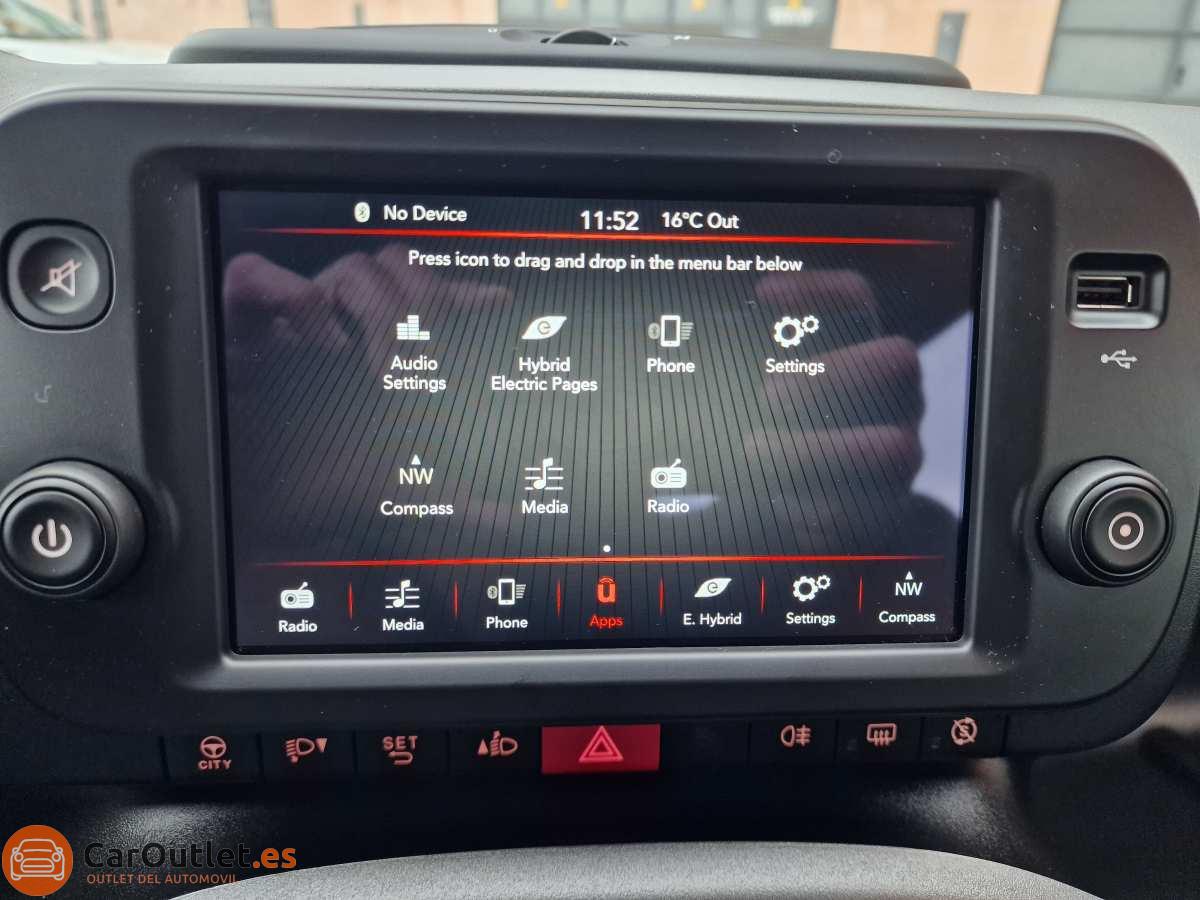 No Device
11:52
16°C Out
Press icon to drag and drop in the menu bar below
Audio
Settings
Hybrid
Electric Pages
Phone
Settings
NW
Compass
Media
Radio
Radio
Media
Phone
Apps
E. Hybrid
Settings
NW
Compass
CITY
SET
CarOutlet.es
OUTLET DEL AUTOMOVIL